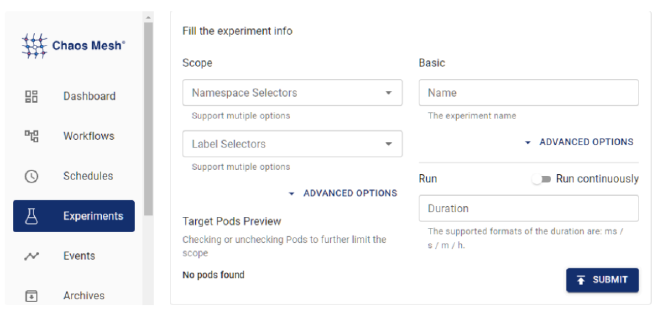 Chaos Mesh®
Dashboard
Workflows
Schedules
Experiments
Events
Archives
Fill the experiment info
Scope
Namespace Selectors
Support mutiple options
Label Selectors
Support mutiple options
ADVANCED OPTIONS
Target Pods Preview
Checking or unchecking Pods to further limit the
scope
No pods found
Basic
Name
The experiment name
ADVANCED OPTIONS
Run
Run continuously
Duration
The supported formats of the duration are: ms /
s / m / h.
SUBMIT